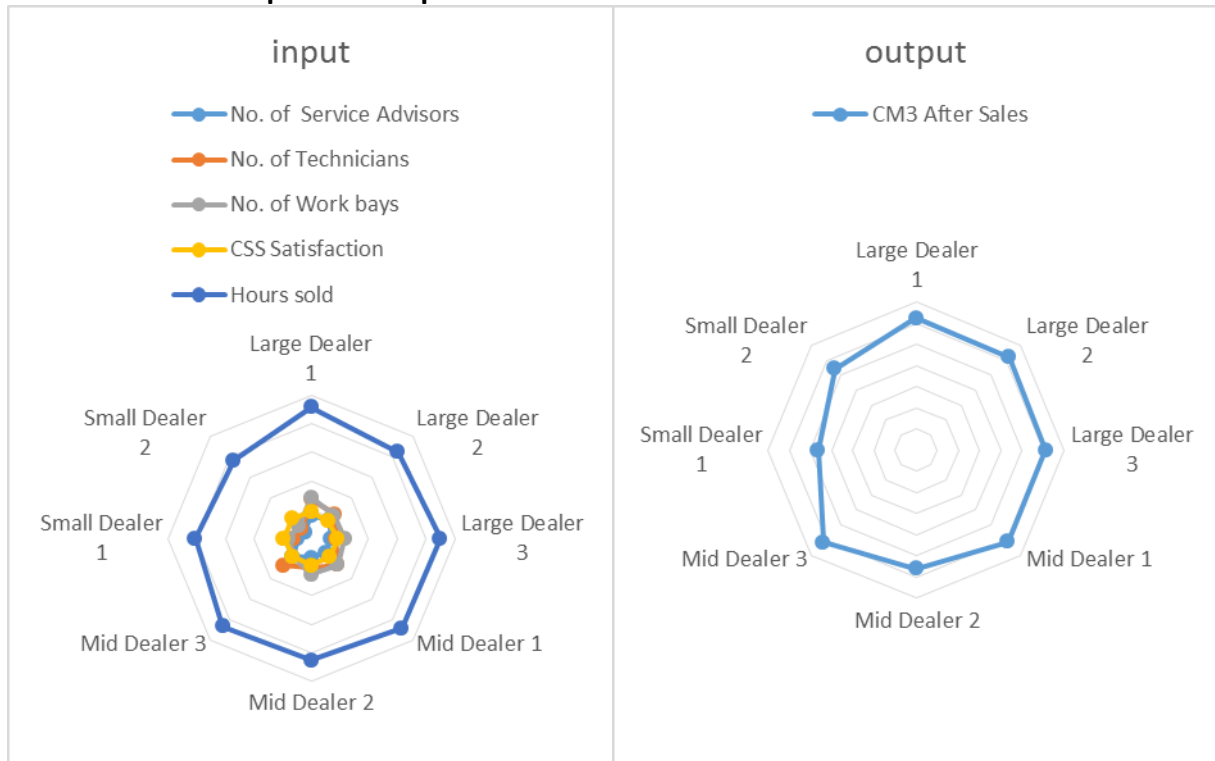 input
No. of Service Advisors
No. of Technicians
No. of Work bays
CSS Satisfaction
Hours sold
Large Dealer
1
Large Dealer
2
Large Dealer
3
Mid Dealer 1
Mid Dealer 2
Mid Dealer 3
Small Dealer
1
Small Dealer
2
output
CM3 After Sales
Large Dealer
1
Large Dealer
2
Large Dealer
3
Mid Dealer 1
Mid Dealer 2
Mid Dealer 3
Small Dealer
1
Small Dealer
2